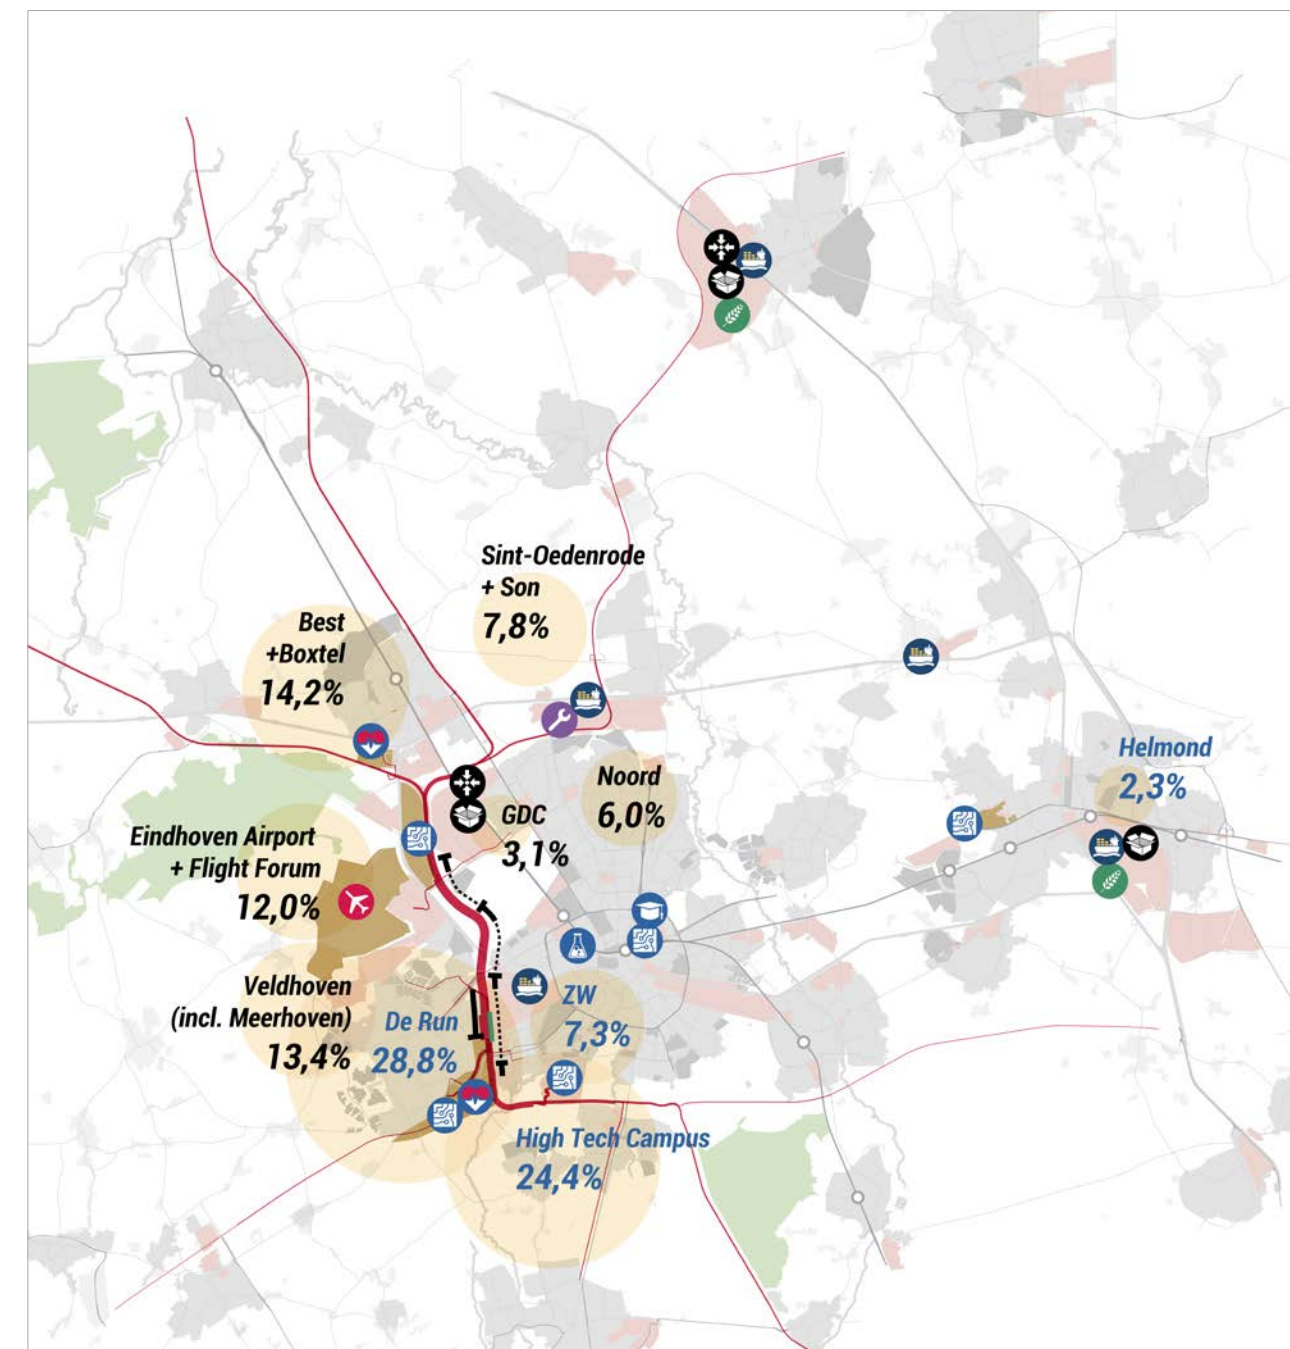 Sint-Oedenrode
+ Son
7,8%
Best
+Boxtel
14,2%
Helmond
2,3%
Noord
6,0%
GDC
3,1%
Eindhoven Airport
+ Flight Forum
12,0%
Veldhoven
(incl. Meerhoven)
13,4%
De Run
28,8%
ZW
7,3%
High Tech Campus
24,4%